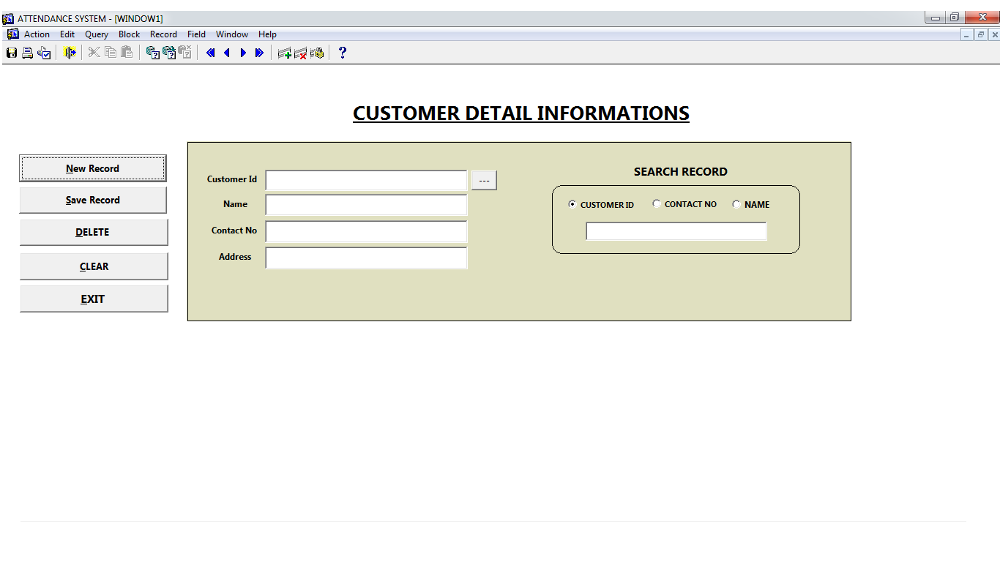 ATTENDANCE SYSTEM - [WINDOW1]
Action Edit Query Block Record Field Window Help
?
CUSTOMER DETAIL INFORMATIONS
New Record
Save Record
DELETE
CLEAR
EXIT
Customer Id
---
Name
Contact No
Address
SEARCH RECORD
CUSTOMER ID CONTACT NO NAME